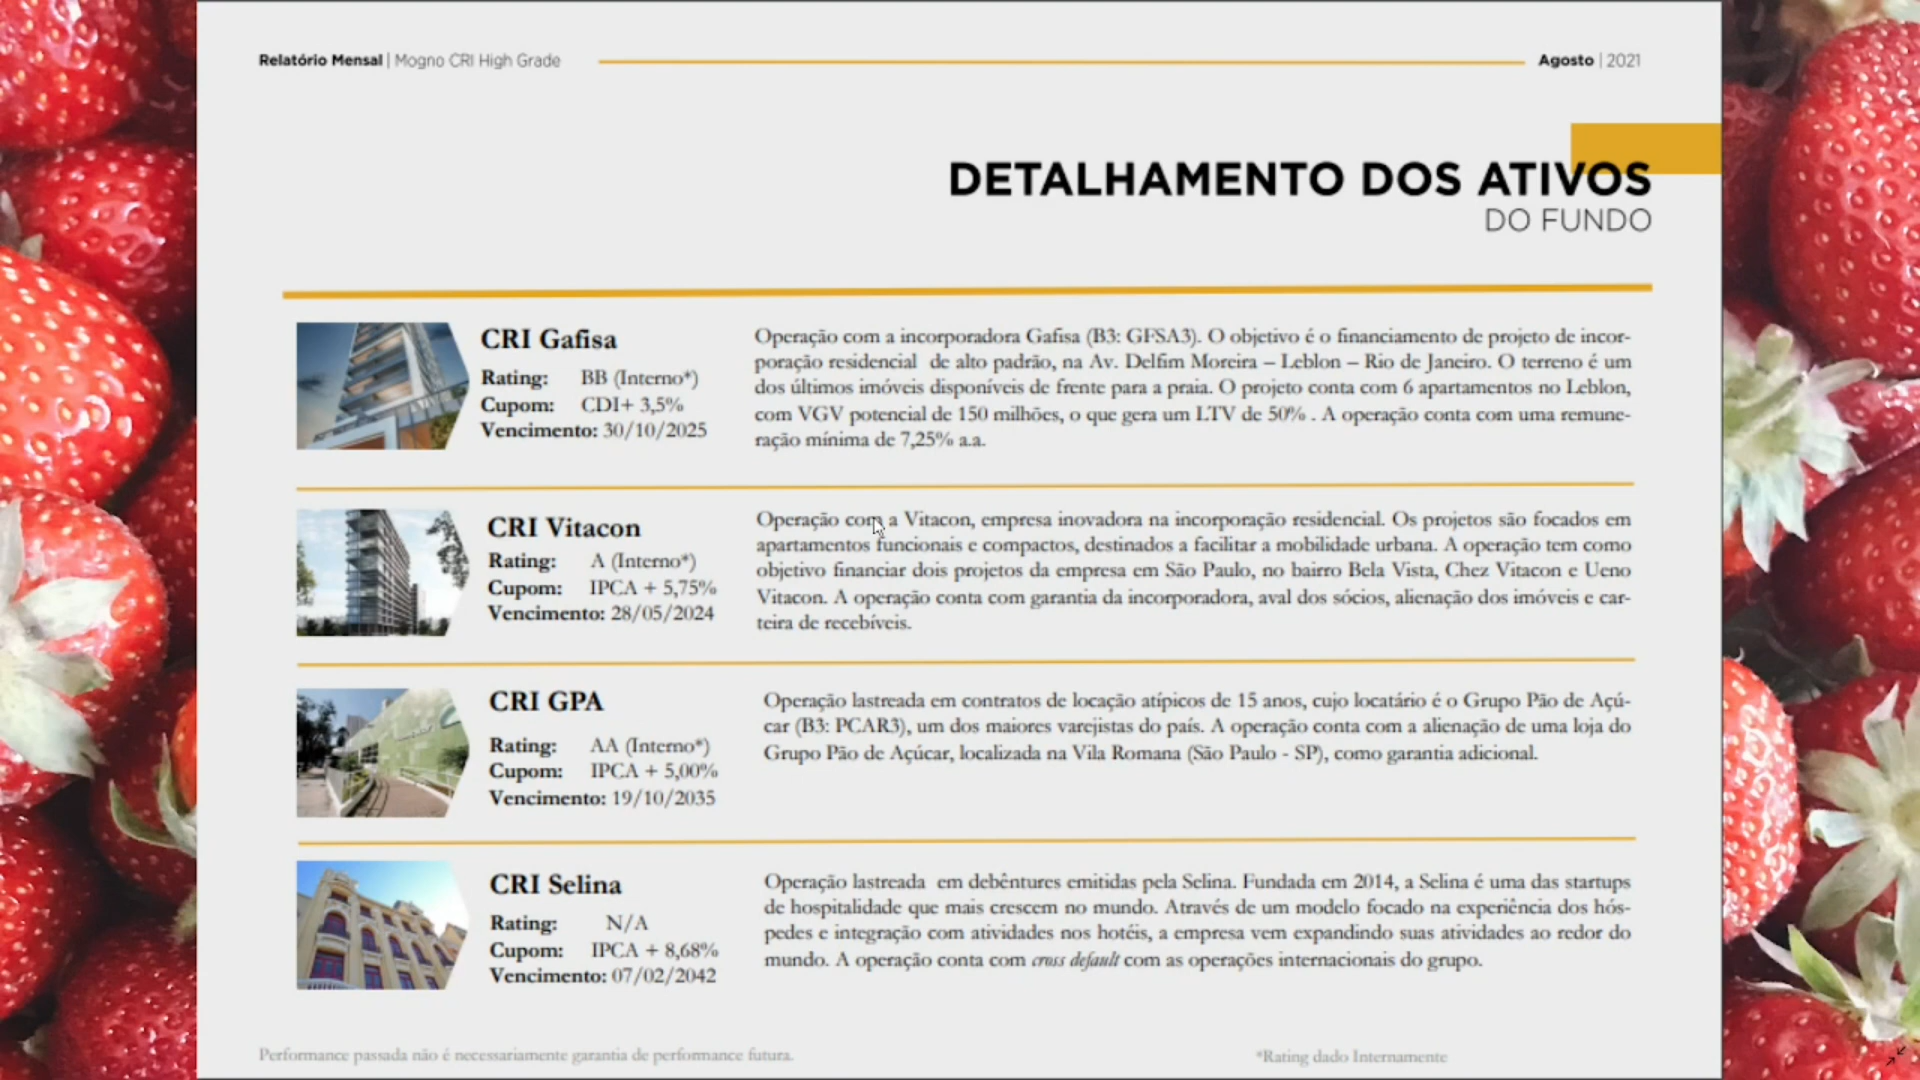 Relatório Mensal | Mogno CRI High Grade
Agosto | 2021
DETALHAMENTO DOS ATIVOS
DO FUNDO
CRI Gafisa
Rating: BB (Interno*)
Cupom: CDI+ 3,5%
Vencimento: 30/10/2025
Operação com a incorporadora Gafisa (B3: GFSA3). O objetivo é o financiamento de projeto de incor-
poração residencial de alto padrão, na Av. Delfim Moreira – Leblon – Rio de Janeiro. O terreno é um
dos últimos imóveis disponíveis de frente para a praia. O projeto conta com 6 apartamentos no Leblon,
com VGV potencial de 150 milhões, o que gera um LTV de 50% . A operação conta com uma remune-
ração mínima de 7,25% a.a.
CRI Vitacon
Rating: A (Interno*)
Cupom: IPCA + 5,75%
Vencimento: 28/05/2024
Operação com a Vitacon, empresa inovadora na incorporação residencial. Os projetos são focados em
apartamentos funcionais e compactos, destinados a facilitar a mobilidade urbana. A operação tem como
objetivo financiar dois projetos da empresa em São Paulo, no bairro Bela Vista, Chez Vitacon e Ueno
Vitacon. A operação conta com garantia da incorporadora, aval dos sócios, alienação dos imóveis e car-
teira de recebíveis.
CRI GPA
Rating: AA (Interno*)
Cupom: IPCA + 5,00%
Vencimento: 19/10/2035
Operação lastreada em contratos de locação atípicos de 15 anos, cujo locatário é o Grupo Pão de Açú-
car (B3: PCAR3), um dos maiores varejistas do país. A operação conta com a alienação de uma loja do
Grupo Pão de Açúcar, localizada na Vila Romana (São Paulo - SP), como garantia adicional.
CRI Selina
Rating: N/A
Cupom: IPCA + 8,68%
Vencimento: 07/02/2042
Operação lastreada em debêntures emitidas pela Selina. Fundada em 2014, a Selina é uma das startups
de hospitalidade que mais crescem no mundo. Através de um modelo focado na experiência dos hós-
pedes e integração com atividades nos hotéis, a empresa vem expandindo suas atividades ao redor do
mundo. A operação conta com cross default com as operações internacionais do grupo.
Performance passada não é necessariamente garantia de performance futura.
*Rating dado Internamente